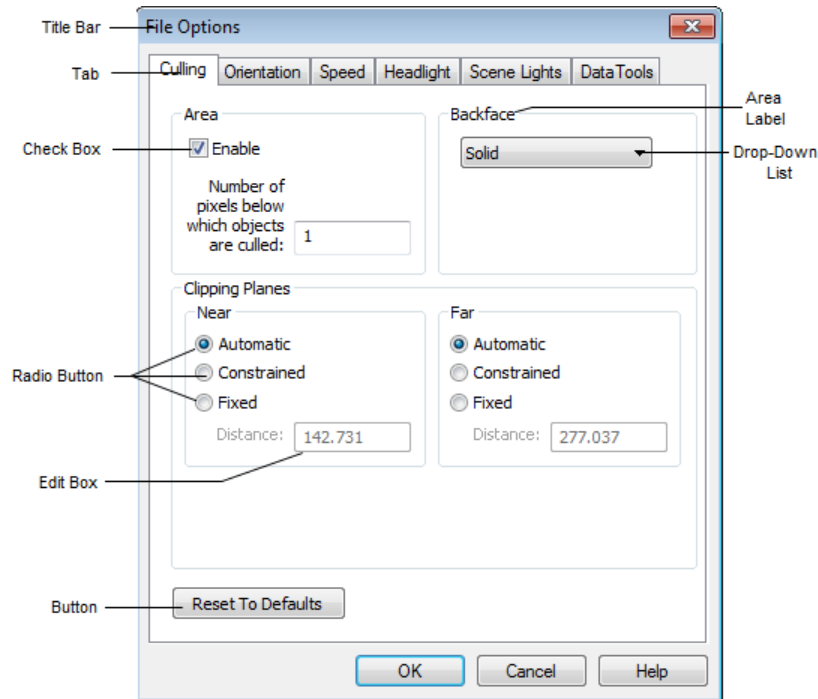 Title Bar
File Options
Tab
Culling Orientation Speed Headlight Scene Lights DataTools
Area
Backface
Area
Label
Check Box
Enable
Solid
Drop-Down
List
Number of
pixels below
which objects
are culled:
1
Clipping Planes
Near
Far
Automatic
Automatic
Radio Button
Constrained
Constrained
Fixed
Fixed
Distance: 142.731
Distance: 277.037
Edit Box
Button
Reset To Defaults
OK Cancel Help